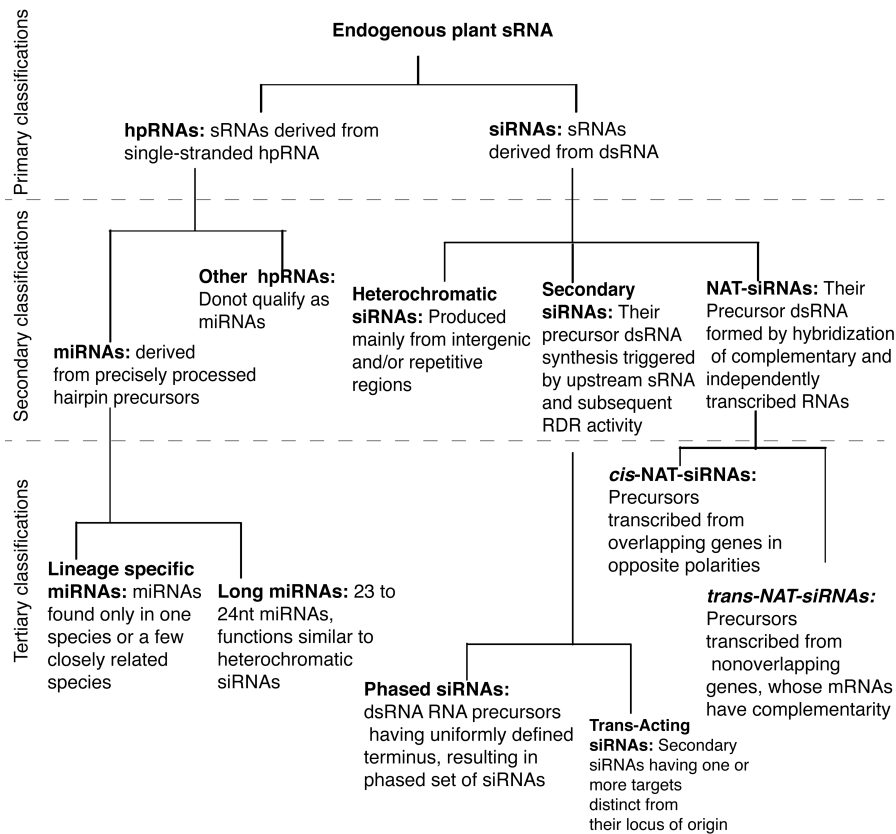 Endogenous plant sRNA
Primary classifications
hpRNAs: sRNAs derived from
single-stranded hpRNA
siRNAs: sRNAs
derived from dsRNA
Secondary classifications
Other hpRNAs:
Donot qualify as
miRNAs
miRNAs: derived
from precisely processed
hairpin precursors
Heterochromatic
siRNAs: Produced
mainly from intergenic
and/or repetitive
regions
Secondary
siRNAs: Their
precursor dsRNA
synthesis triggered
by upstream sRNA
and subsequent
RDR activity
NAT-siRNAs: Their
Precursor dsRNA
formed by hybridization
of complementary and
independently
transcribed RNAs
Tertiary classifications
Lineage specific
miRNAs: miRNAs
found only in one
species or a few
closely related
species
Long miRNAs: 23 to
24nt miRNAs,
functions similar to
heterochromatic
siRNAs
Phased siRNAs:
dsRNA RNA precursors
having uniformly defined
terminus, resulting in
phased set of siRNAs
Trans-Acting
siRNAs: Secondary
siRNAs having one or
more targets
distinct from
their locus of origin
cis-NAT-siRNAs:
Precursors
transcribed from
overlapping genes in
opposite polarities
trans-NAT-siRNAs:
Precursors
transcribed from
nonoverlapping
genes, whose mRNAs
have complementarity